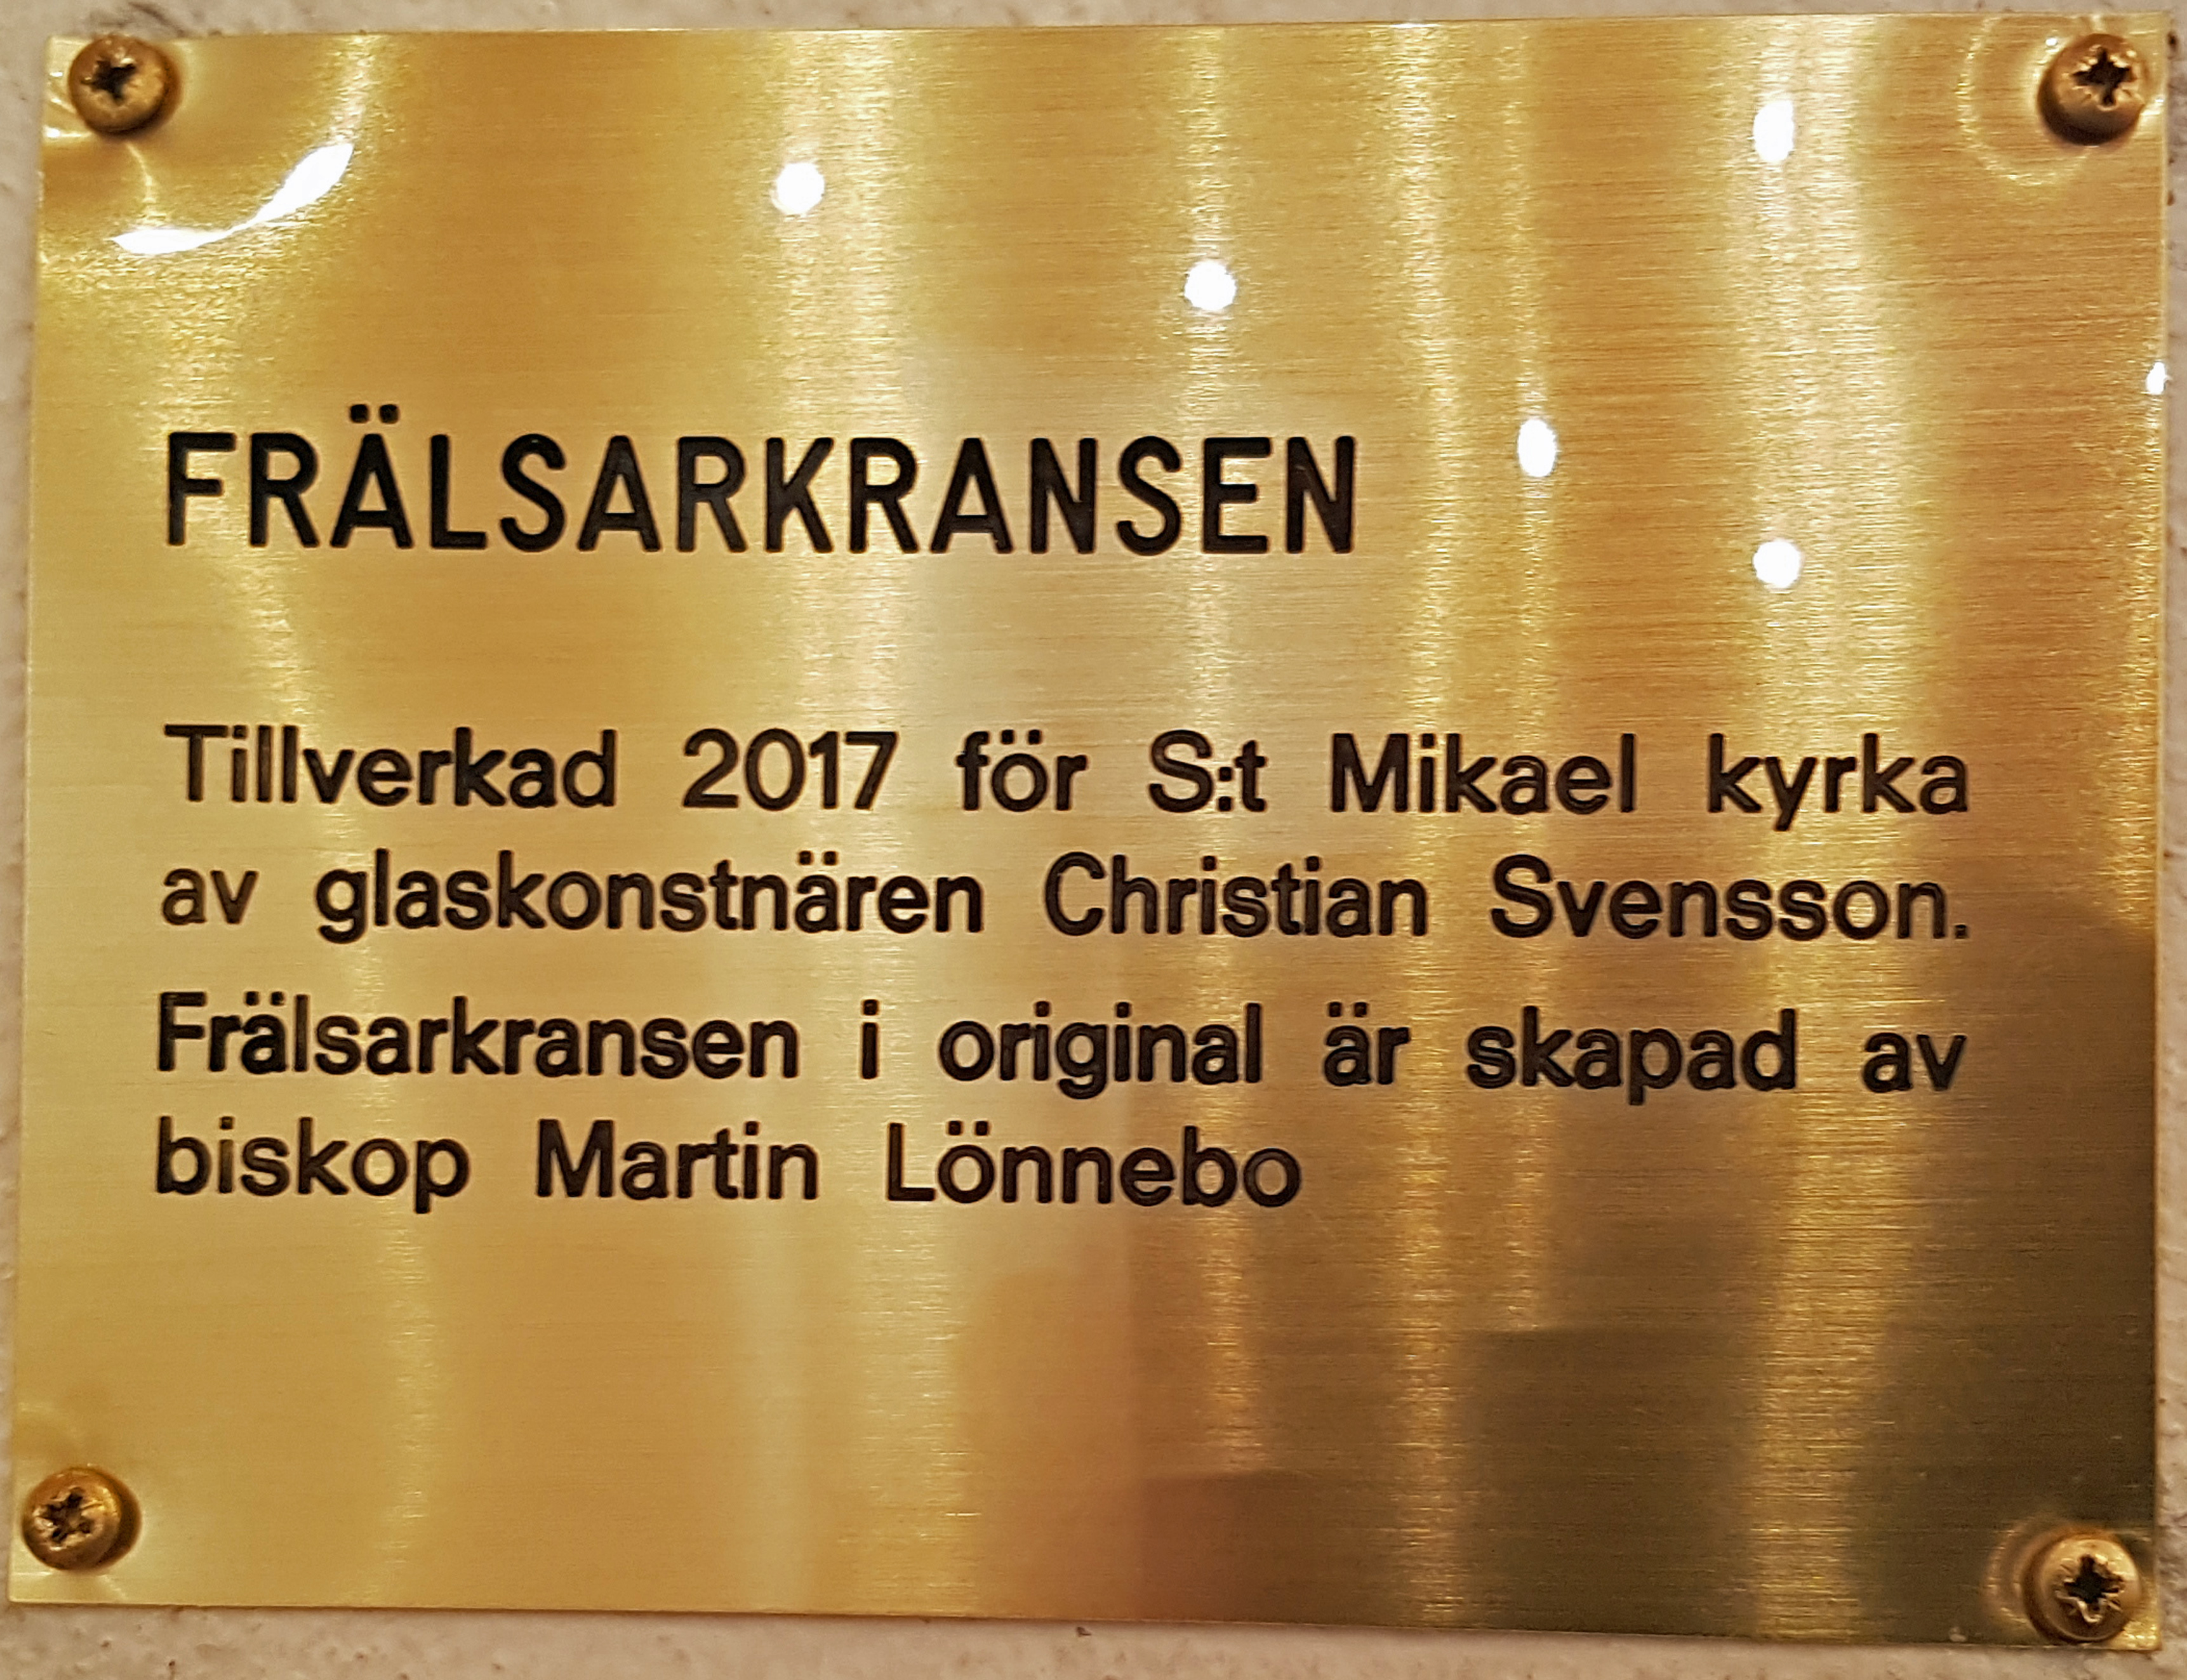 FRÄLSARKRANSEN
Tillverkad 2017 för S:t Mikael kyrka
av glaskonstnären Christian Svensson.
Frälsarkransen i original är skapad av
biskop Martin Lönnebo